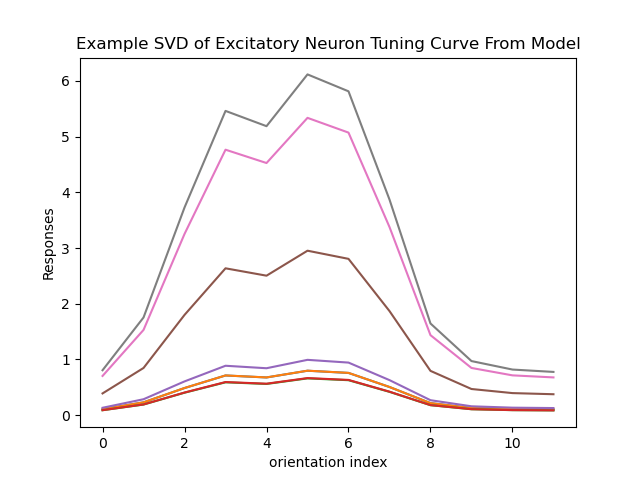 Example SVD of Excitatory Neuron Tuning Curve From Model
6
5
4
3
2
1
0
Responses
0 2 4 6 8 10
orientation index